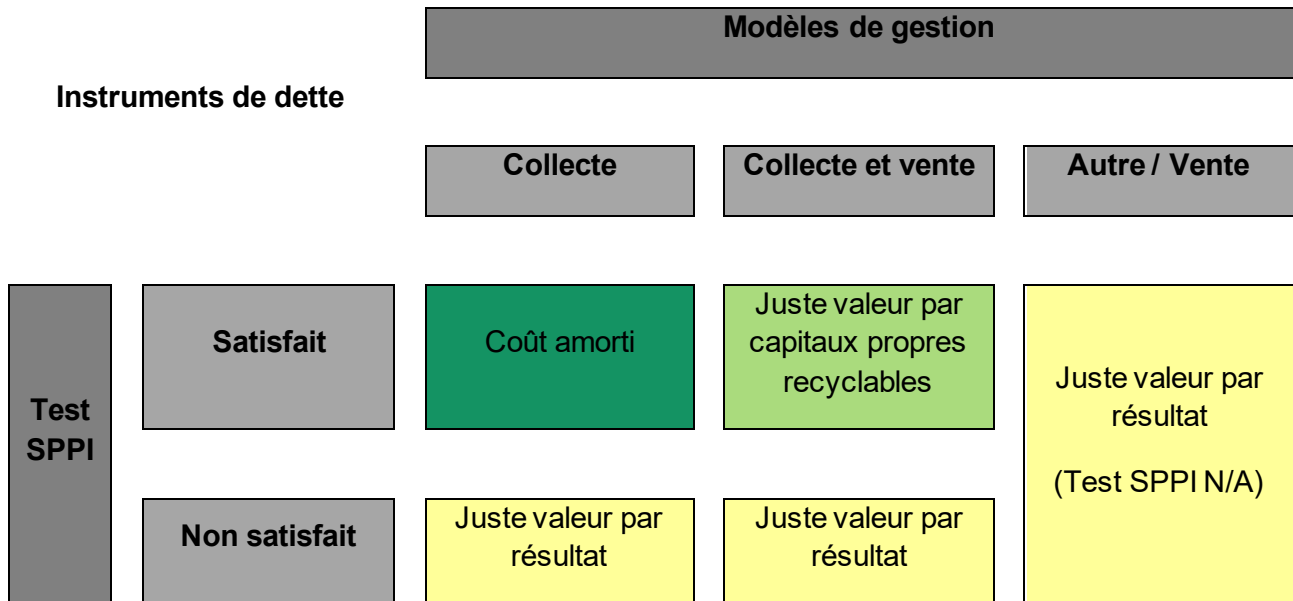 Modèles de gestion
Instruments de dette
Collecte
Collecte et vente
Autre / Vente
Test
SPPI
Satisfait
Coût amorti
Juste valeur par
capitaux propres
recyclables
Juste valeur par
résultat
(Test SPPI N/A)
Non satisfait
Juste valeur par
résultat
Juste valeur par
résultat